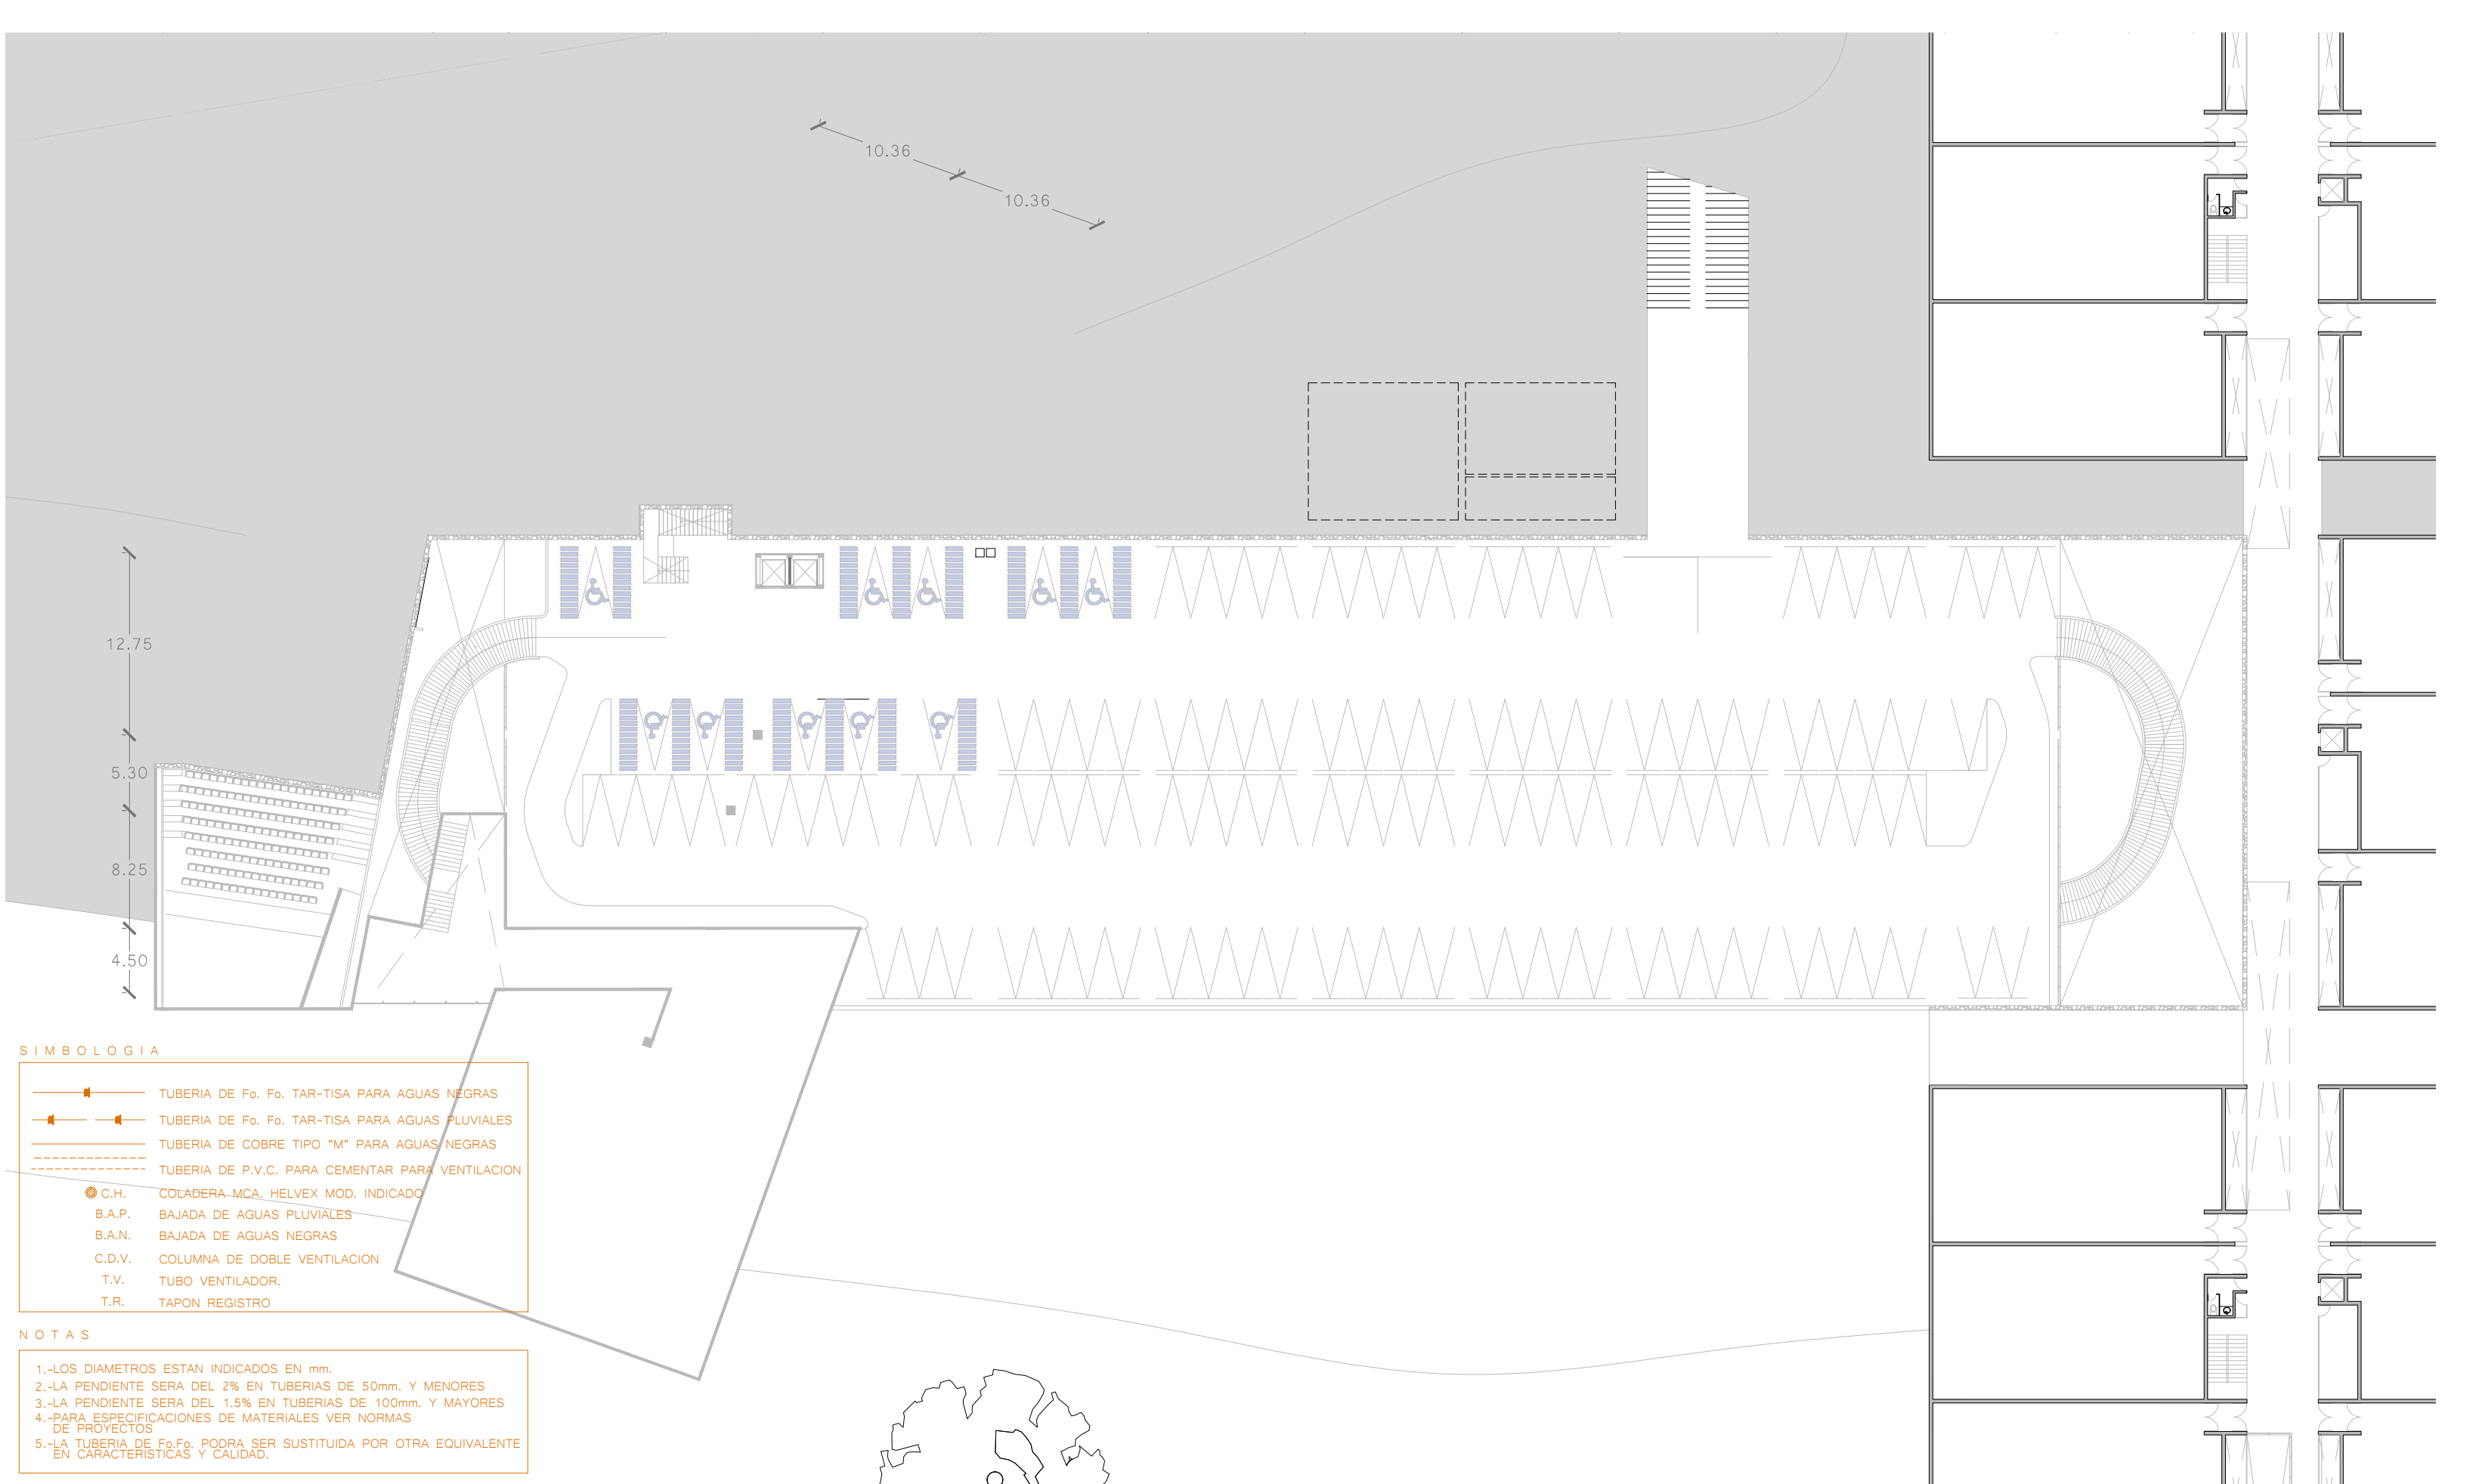 10.36
10.36
12.75
5.30
8.25
4.50
SIMBOLOGIA
TUBERIA DE Fo. Fo. TAR-TISA PARA AGUAS NEGRAS
TUBERIA DE Fo. Fo. TAR-TISA PARA AGUAS PLUVIALES
TUBERIA DE COBRE TIPO "M" PARA AGUAS NEGRAS
TUBERIA DE P.V.C. PARA CEMENTAR PARA VENTILACION
C.H. COLADERA MCA. HELVEX MOD. INDICADO
B.A.P. BAJADA DE AGUAS PLUVIALES
B.A.N. BAJADA DE AGUAS NEGRAS
C.D.V. COLUMNA DE DOBLE VENTILACION
T.V. TUBO VENTILADOR.
T.R. TAPON REGISTRO
NOTAS
1.-LOS DIAMETROS ESTAN INDICADOS EN mm.
2.-LA PENDIENTE SERA DEL 2% EN TUBERIAS DE 50mm. Y MENORES
3.-LA PENDIENTE SERA DEL 1.5% EN TUBERIAS DE 100mm. Y MAYORES
4.-PARA ESPECIFICACIONES DE MATERIALES VER NORMAS
DE PROYECTOS
5.-LA TUBERIA DE Fo.Fo. PODRA SER SUSTITUIDA POR OTRA EQUIVALENTE
EN CARACTERISTICAS Y CALIDAD.